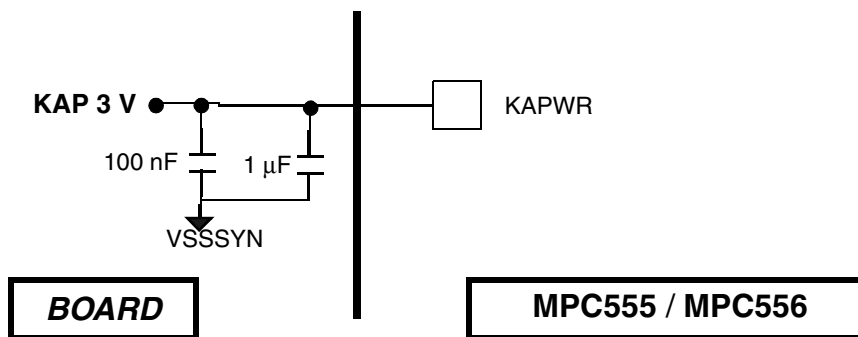 KAP 3 V
KAPWR
100 nF
1 μF
VSSSYN
BOARD
MPC555 / MPC556